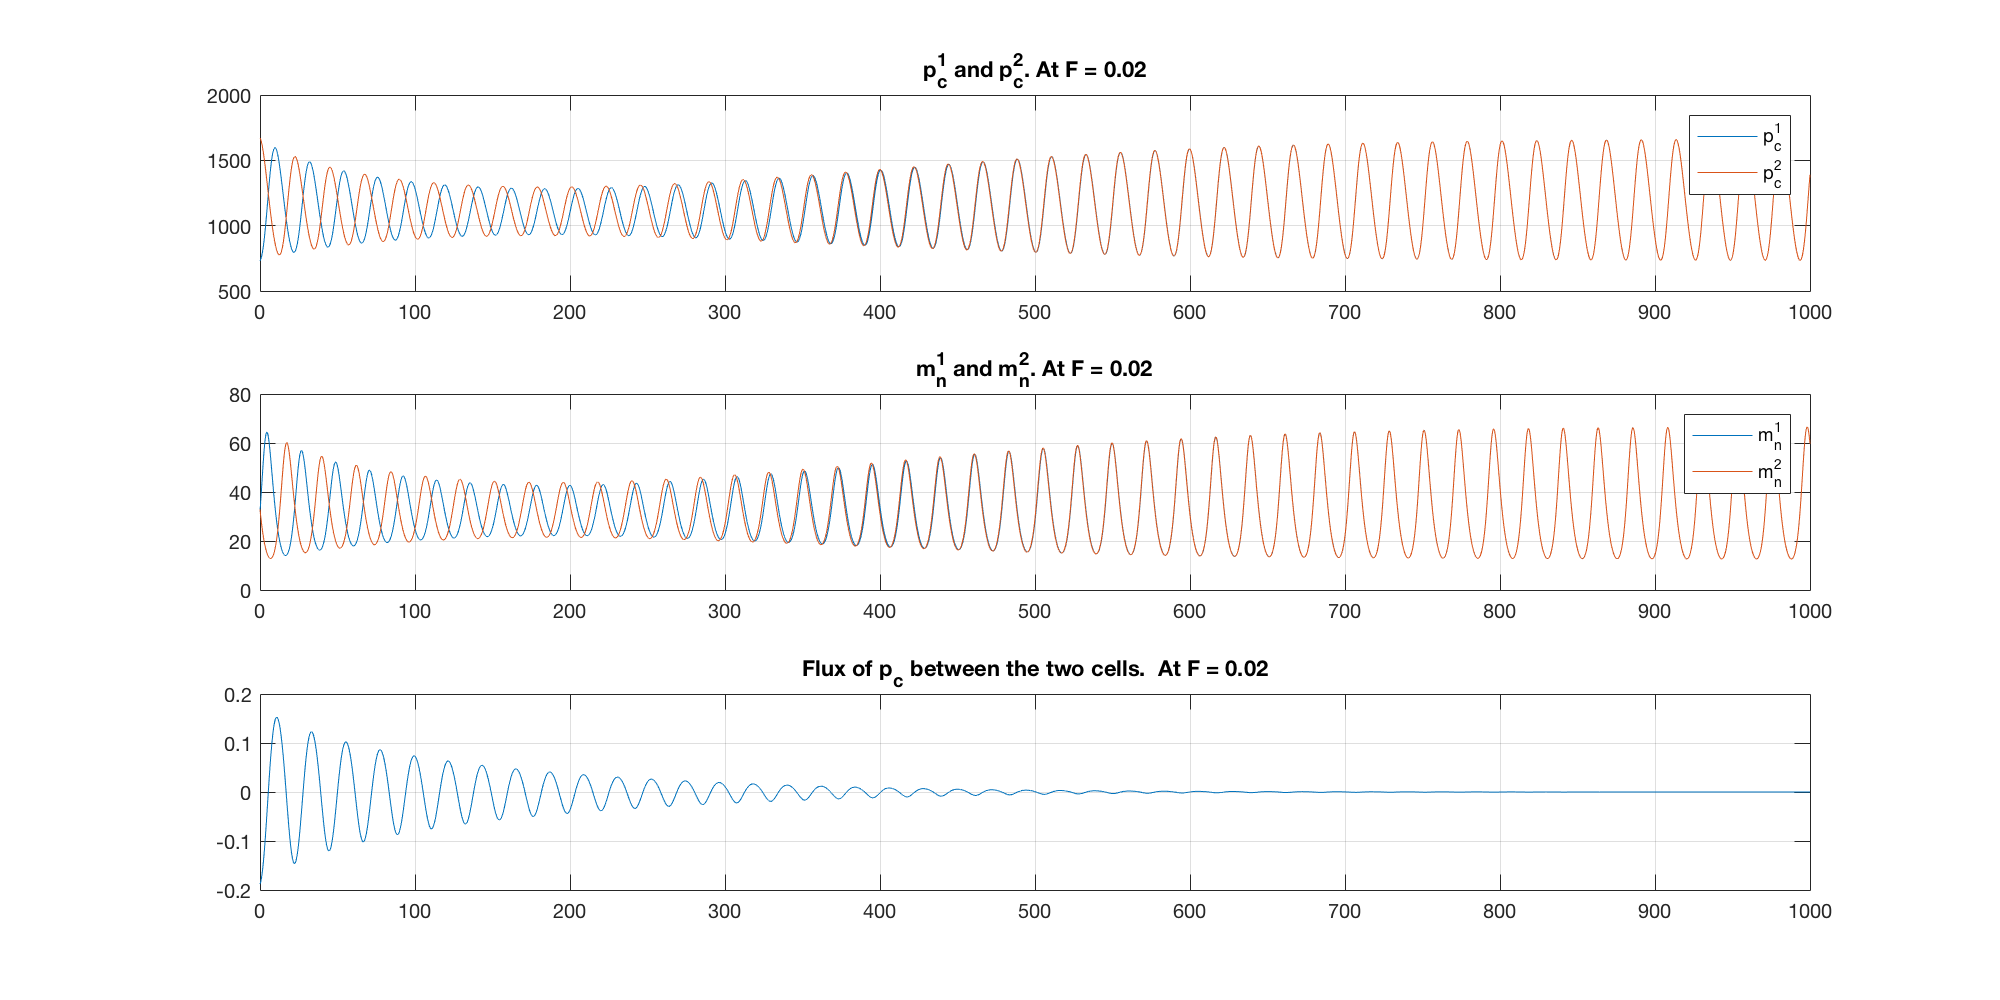 p_c^1 and p_c^2. At F = 0.02
2000
1500
1000
500
0 100 200 300 400 500 600 700 800 900 1000
p_c^1
p_c^2
m_n^1 and m_n^2. At F = 0.02
80
60
40
20
0
0 100 200 300 400 500 600 700 800 900 1000
m_n^1
m_n^2
Flux of p_c between the two cells.  At F = 0.02
0.2
0.1
0
-0.1
-0.2
0 100 200 300 400 500 600 700 800 900 1000